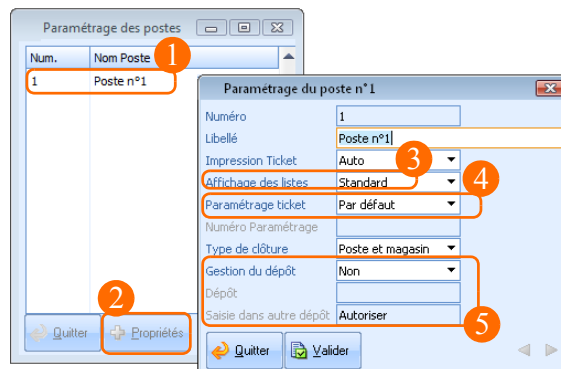 Paramétrage des postes
Num. Nom Poste
1
1 Poste n°1
2
Quitter Propriétés
Paramétrage du poste n°1
Numéro 1
Libellé Poste n°1
Impression Ticket Auto
3
Affichage des listes Standard
4
Paramétrage ticket Par défaut
Numéro Paramétrage
Type de clôture Poste et magasin
Gestion du dépôt Non
Dépôt
Saisie dans autre dépôt Autoriser
5
Quitter Valider